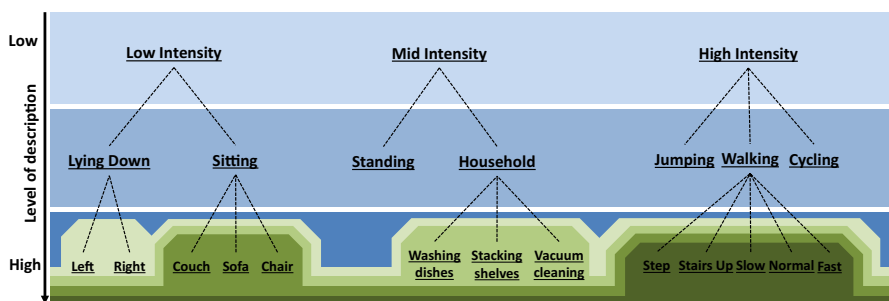 Low
Low Intensity
Mid Intensity
High Intensity
Level of description
Lying Down
Sitting
Standing
Household
Jumping
Walking
Cycling
High
Left
Right
Couch
Sofa
Chair
Washing
dishes
Stacking
shelves
Vacuum
cleaning
Step
Stairs Up
Slow
Normal
Fast